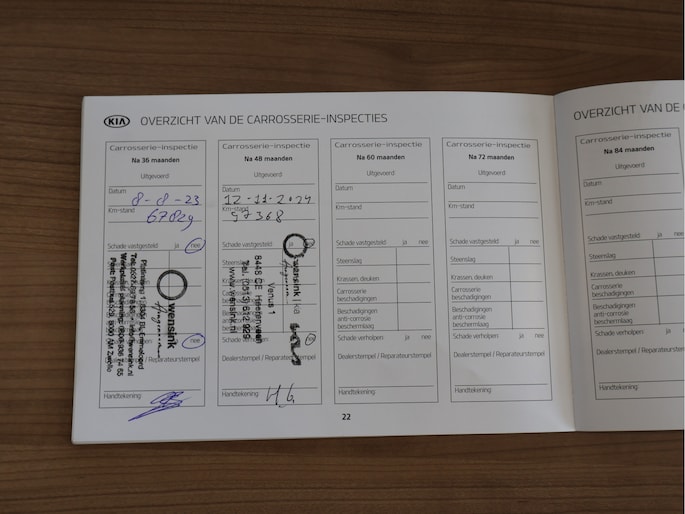 KIA OVERZICHT VAN DE CARROSSERIE-INSPECTIES
Carrosserie-inspectie
Na 36 maanden
Uitgevoerd
Datum
8-8-23
Km-stand
67829
Schade vastgesteld: ja nee
wensink
nee
Handtekening:
Carrosserie-inspectie
Na 48 maanden
Uitgevoerd
Datum
12-11-2024
Km-stand
97368
Schade vastgesteld: ja
wensink kia
Venus 1
8448 CE Heerenveen
Tel. (0513) 612 929
www.wensink.nl
Dealerstempel / Reparateurstempel
Handtekening:
Carrosserie-inspectie
Na 60 maanden
Uitgevoerd
Datum
Km-stand
Schade vastgesteld: ja nee
Steenslag
Krassen, deuken
Carrosserie
beschadigingen
Beschadigingen
anti-corrosie
beschermlaag
Schade verholpen: ja nee
Dealerstempel / Reparateurstempel
Handtekening:
Carrosserie-inspectie
Na 72 maanden
Uitgevoerd
Datum
Km-stand
Schade vastgesteld: ja nee
Steenslag
Krassen, deuken
Carrosserie
beschadigingen
Beschadigingen
anti-corrosie
beschermlaag
Schade verholpen: ja nee
Dealerstempel / Reparateurstempel
Handtekening:
22
OVERZICHT VAN DE
Carrosserie-inspectie
Na 84 maanden
Uitgevoerd
Datum
Km-stand
Schade vastgesteld: ja nee
Steenslag
Krassen, deuken
Carrosserie
beschadigingen
Beschadigingen
anti-corrosie
beschermlaag
Schade verholpen: ja nee
Dealerstempel / Reparateurstempel
Handtekening: